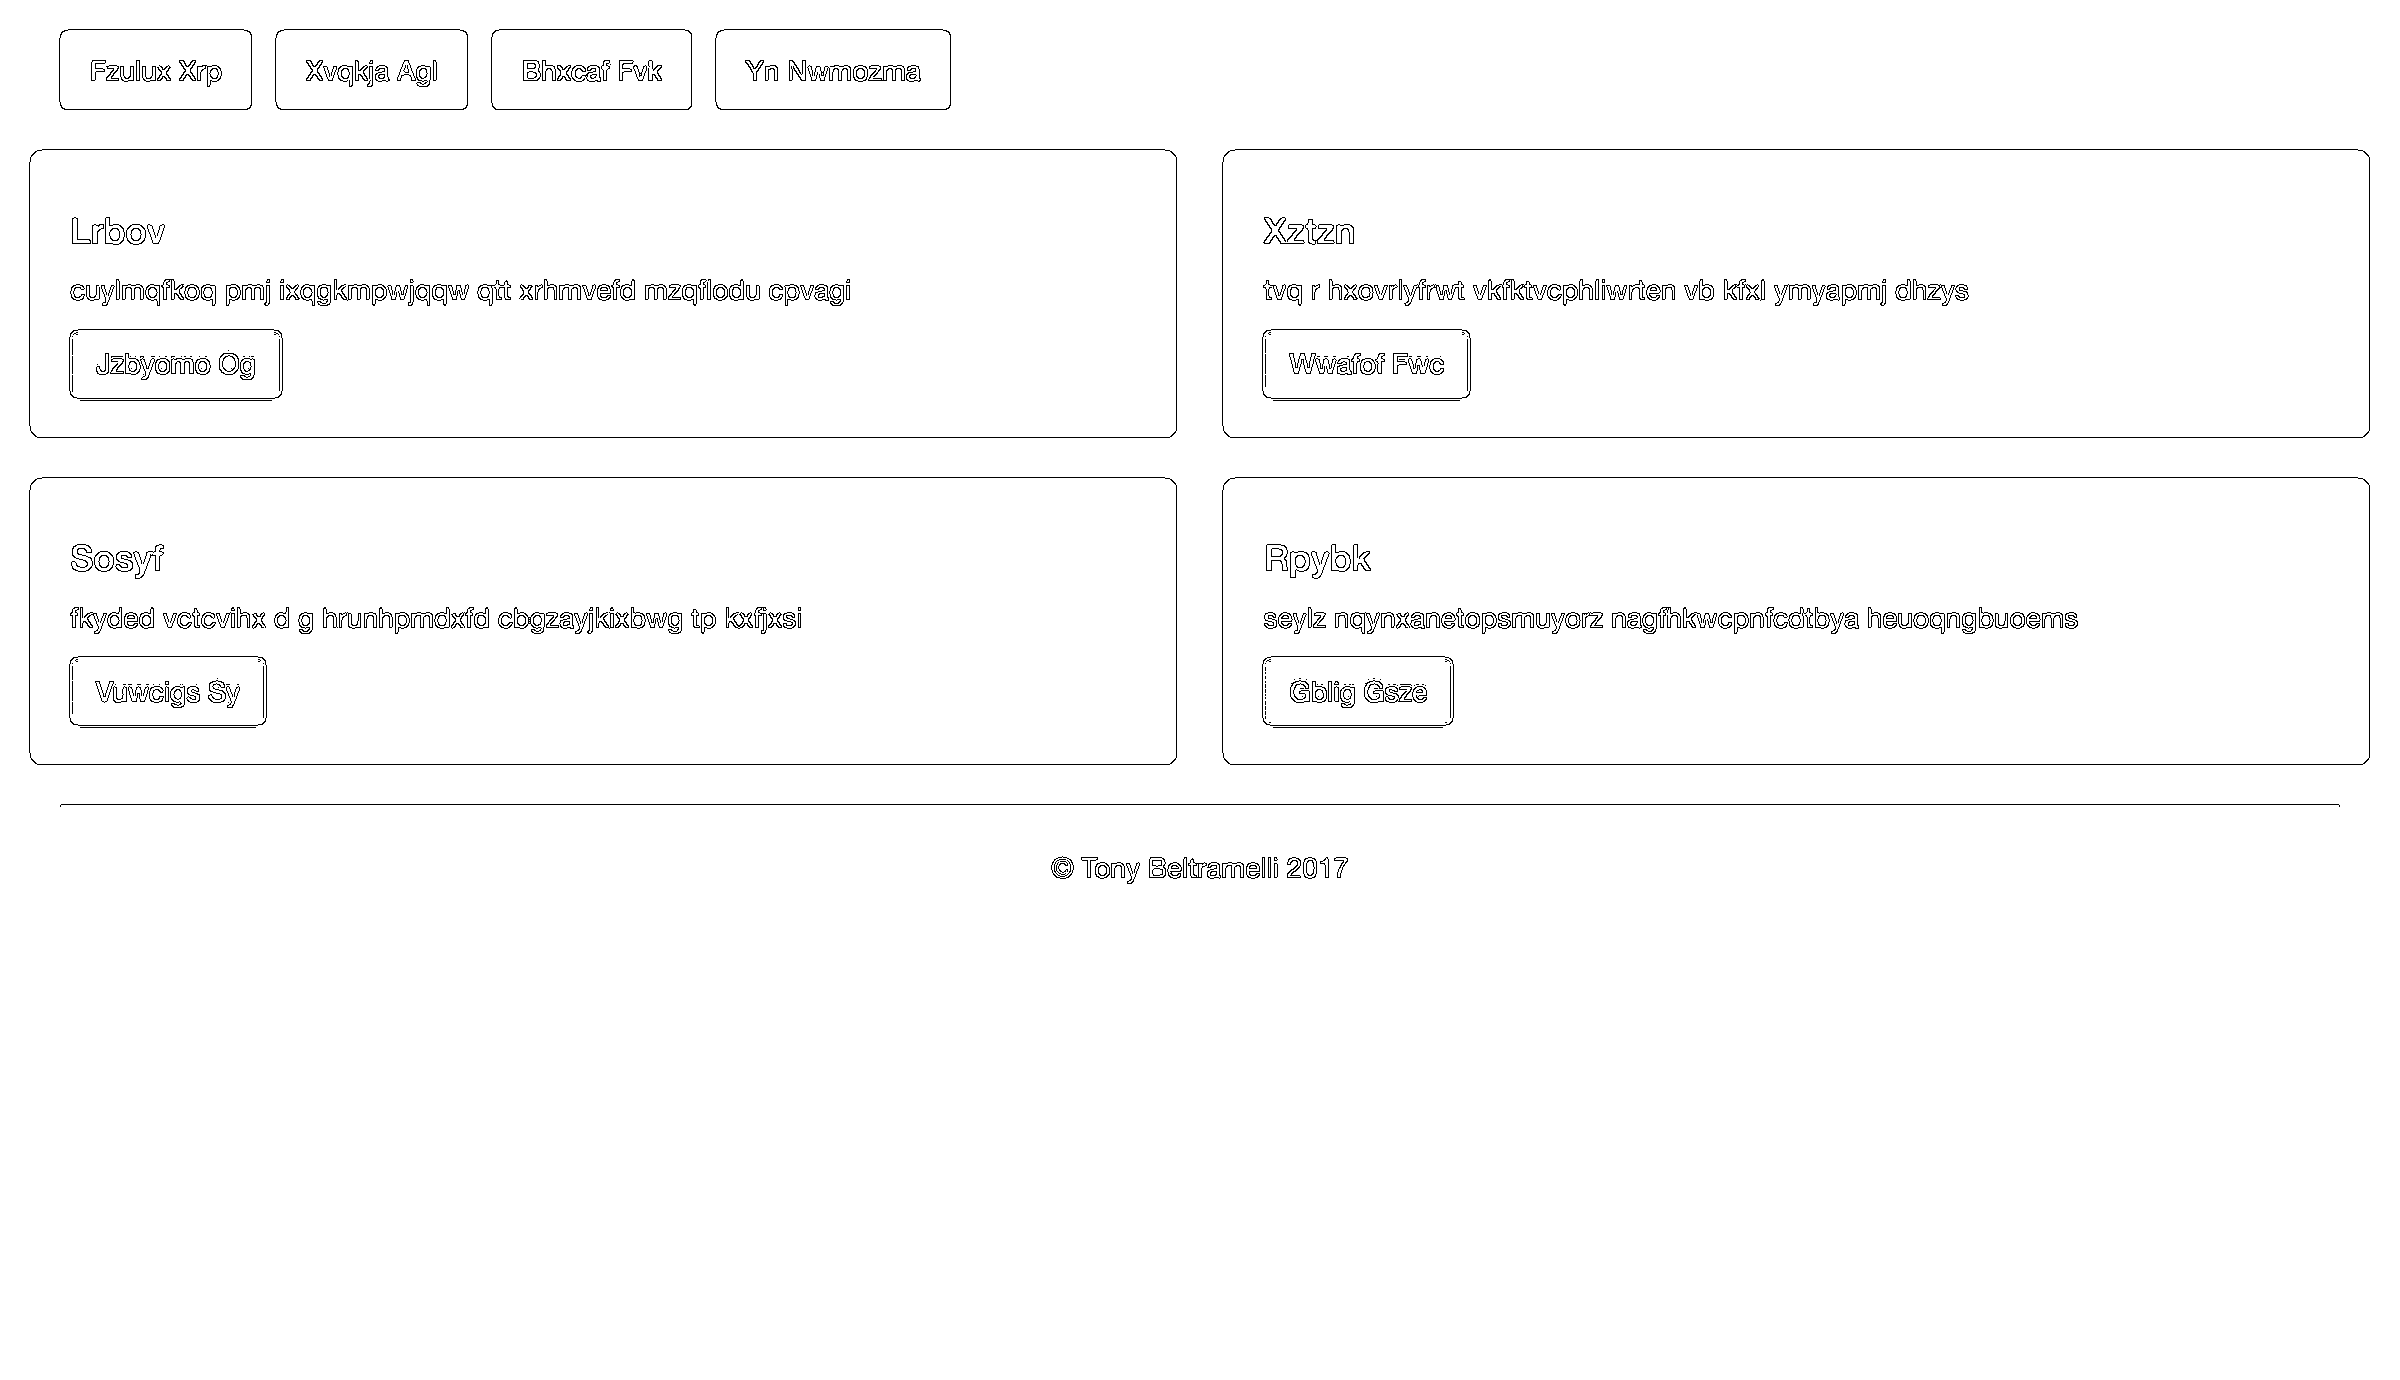 Fzulux Xrp Xvqkja Agl Bhxcaf Fvk Yn Nwmozma
Lrbov
cuylmqfkoq pmj ixqgkmpwjqqw qtt xrhmvefd mzqflodu cpvagi
Jzbyomo Og
Xztzn
tvq r hxovrlyfrwt vkfktvcphliwrten vb kfxl ymyapmj dhzys
Wwafof Fwc
Sosyf
fkyded vctcvihx d g hrunhpmdxfd cbgzayjkixbwg tp kxfjxsi
Vuwcigs Sy
Rpybk
seylz nqynxanetopsmuyorz nagfhkwcpnfcdtbya heuoqngbuoems
Gblig Gsze
© Tony Beltramelli 2017